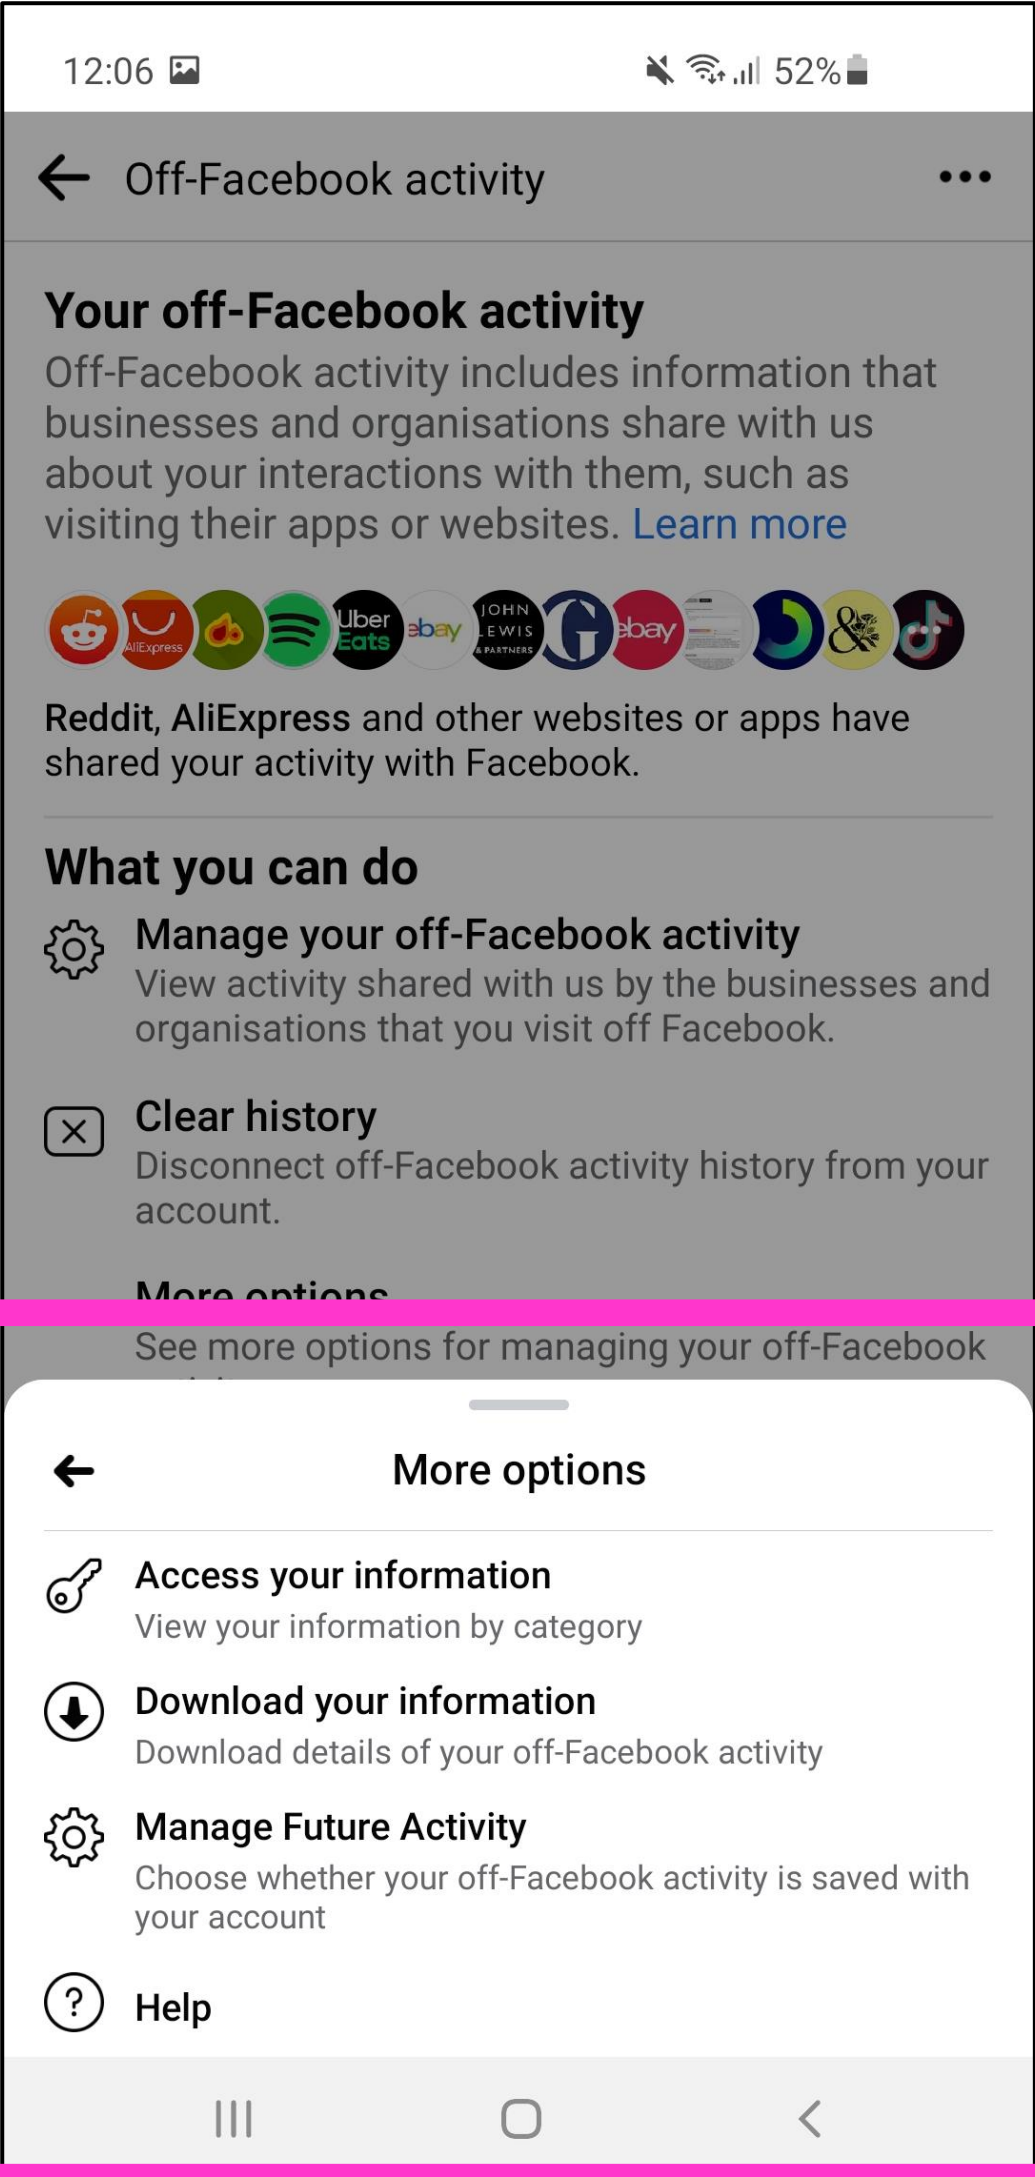 12:06
52%
Off-Facebook activity
Your off-Facebook activity
Off-Facebook activity includes information that
businesses and organisations share with us
about your interactions with them, such as
visiting their apps or websites. Learn more
AliExpress
Uber
Eats
ebay
JOHN
LEWIS
& PARTNERS
G
ebay
&
Reddit, AliExpress and other websites or apps have
shared your activity with Facebook.
What you can do
Manage your off-Facebook activity
View activity shared with us by the businesses and
organisations that you visit off Facebook.
Clear history
Disconnect off-Facebook activity history from your
account.
More options
See more options for managing your off-Facebook
More options
Access your information
View your information by category
Download your information
Download details of your off-Facebook activity
Manage Future Activity
Choose whether your off-Facebook activity is saved with
your account
Help